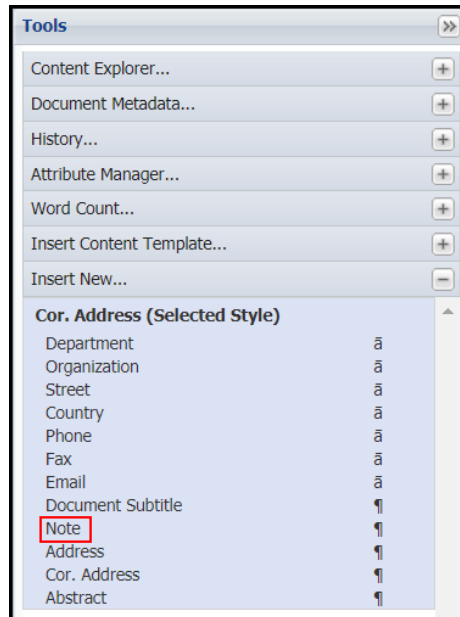 Tools
Content Explorer...
Document Metadata...
History...
Attribute Manager...
Word Count...
Insert Content Template...
Insert New...
Cor. Address (Selected Style)
Department ā
Organization ā
Street ā
Country ā
Phone ā
Fax ā
Email ā
Document Subtitle ¶
Note ¶
Address ¶
Cor. Address ¶
Abstract ¶